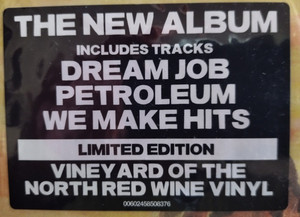 THE NEW ALBUM
INCLUDES TRACKS
DREAM JOB
PETROLEUM
WE MAKE HITS
LIMITED EDITION
VINEYARD OF THE
NORTH RED WINE VINYL
00602458508376